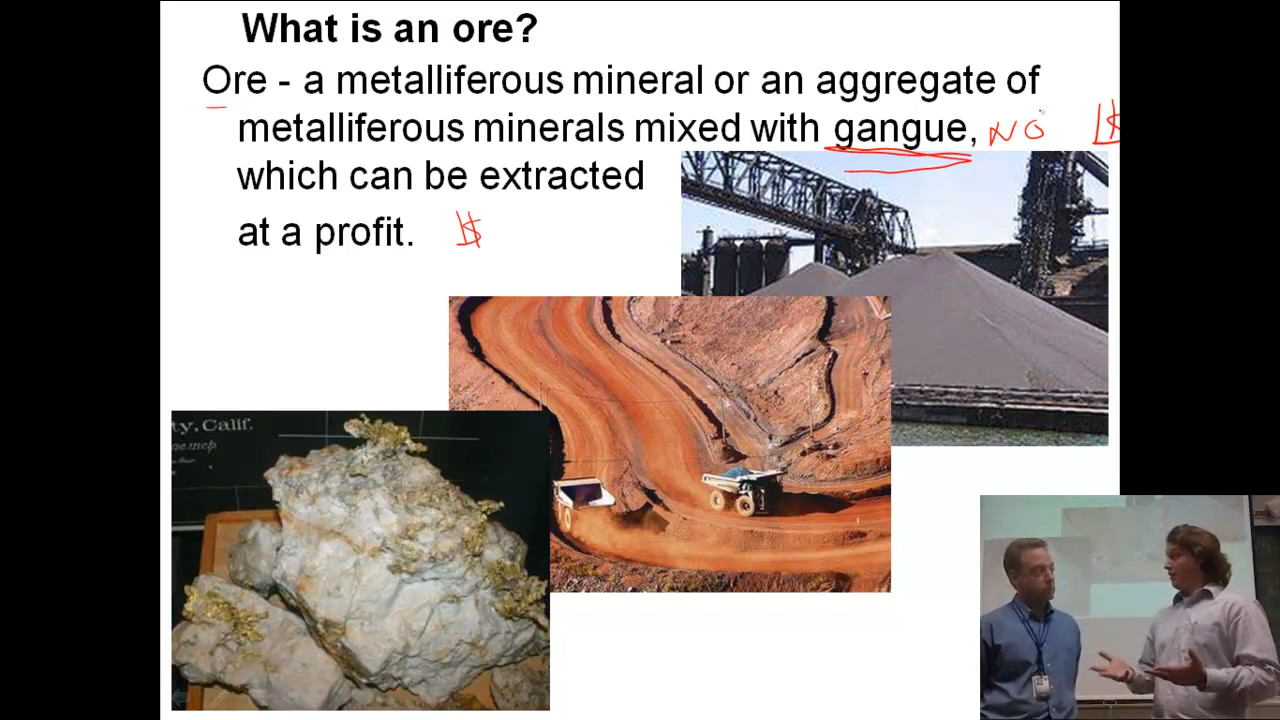 What is an ore?
Ore - a metalliferous mineral or an aggregate of
metalliferous minerals mixed with gangue, NO $
which can be extracted
at a profit. $
ty, Calif.